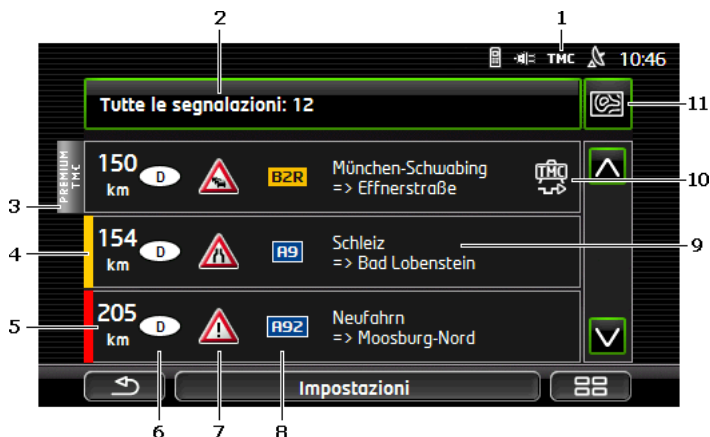 1
2
TMC 10:46
Tutte le segnalazioni: 12
11
PREMIUM TMC
150 km
D
B2R
München-Schwabing
=> Effnerstraße
TMC
10
3
154 km
D
A9
Schleiz
=> Bad Lobenstein
9
4
205 km
D
A92
Neufahrn
=> Moosburg-Nord
5
Impostazioni
6 7 8